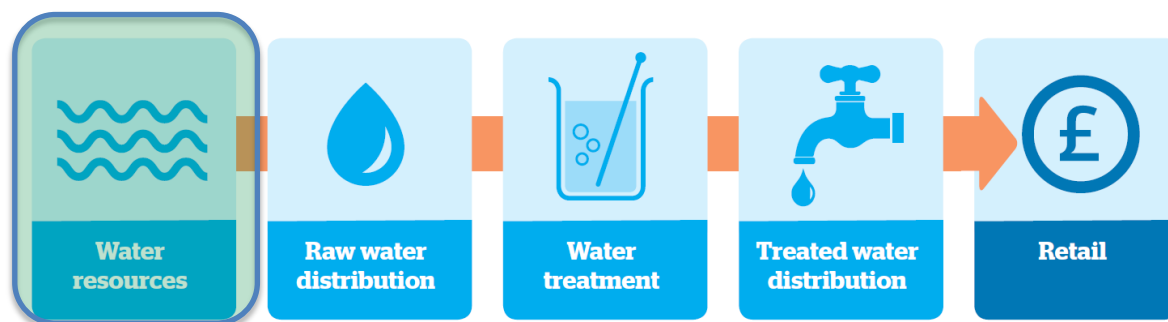 £
Water
resources
Raw water
distribution
Water
treatment
Treated water
distribution
Retail